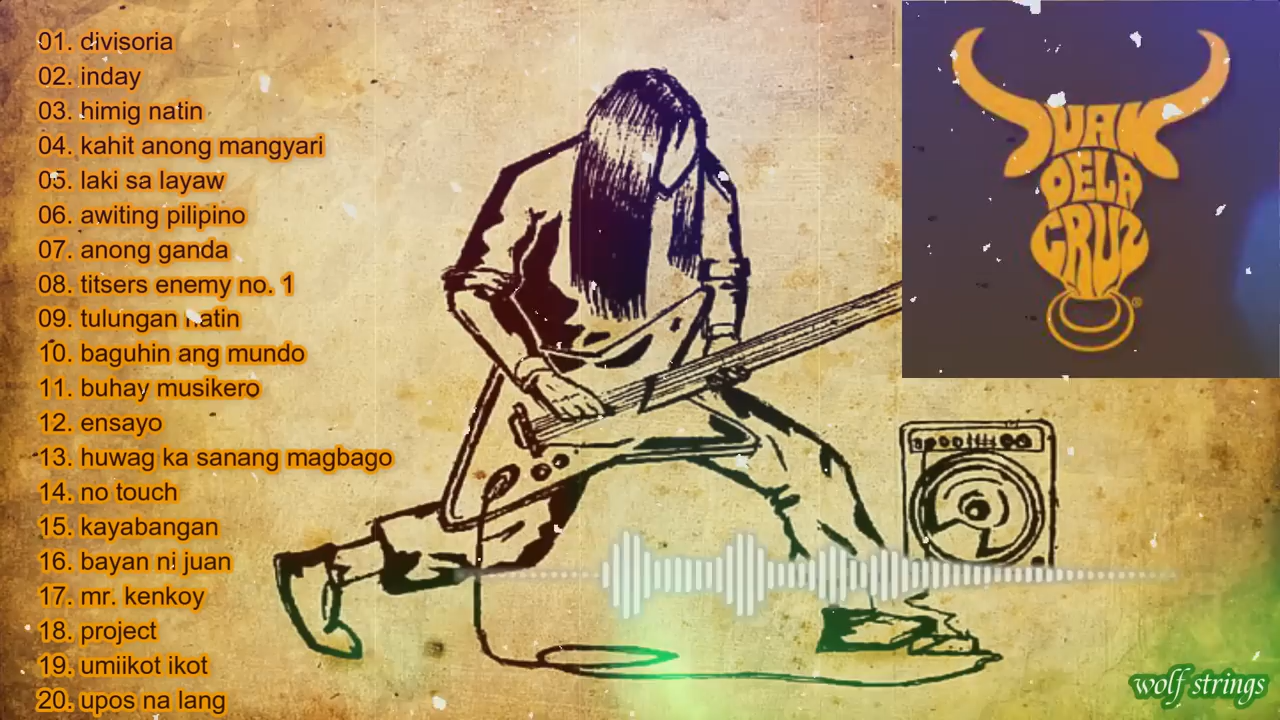 01. divisoria
02. inday
03. himig natin
04. kahit anong mangyari
05. laki sa layaw
06. awiting pilipino
07. anong ganda
08. titsers enemy no. 1
09. tulungan natin
10. baguhin ang mundo
11. buhay musikero
12. ensayo
13. huwag ka sanang magbago
14. no touch
15. kayabangan
16. bayan ni juan
17. mr. kenkoy
18. project
19. umiikot ikot
20. upos na lang
JUAN
DELA
CRUZ
®
wolf strings